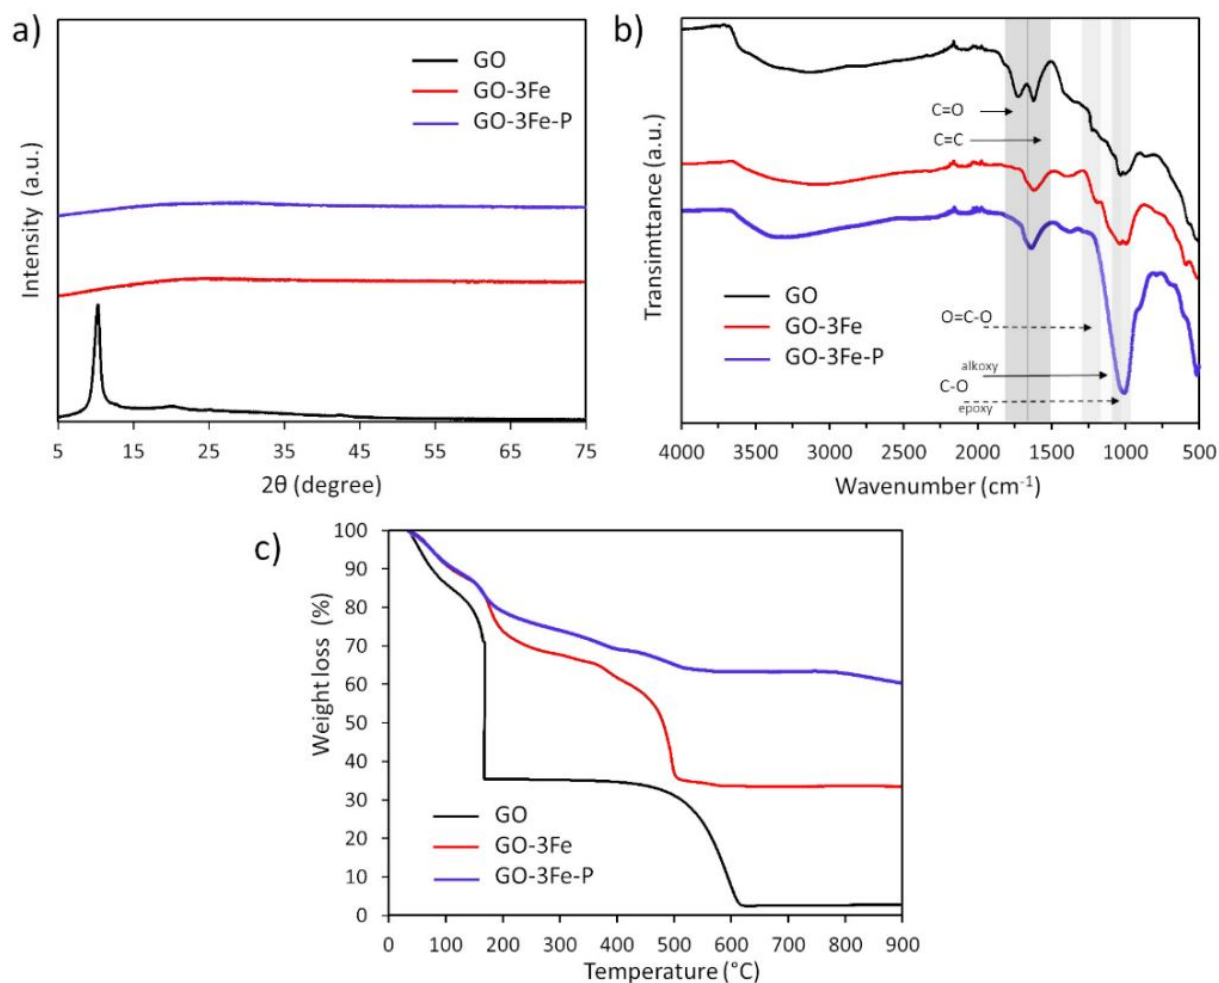 a)
GO
GO-3Fe
GO-3Fe-P
Intensity (a.u.)
5 15 25 35 45 55 65 75
2θ (degree)
b)
C=O
C=C
GO
GO-3Fe
GO-3Fe-P
O=C-O
alkoxy
C-O
epoxy
Transimittance (a.u.)
4000 3500 3000 2500 2000 1500 1000 500
Wavenumber (cm⁻¹)
c)
100
90
80
70
60
50
40
30
20
10
0
Weight loss (%)
GO
GO-3Fe
GO-3Fe-P
0 100 200 300 400 500 600 700 800 900
Temperature (°C)